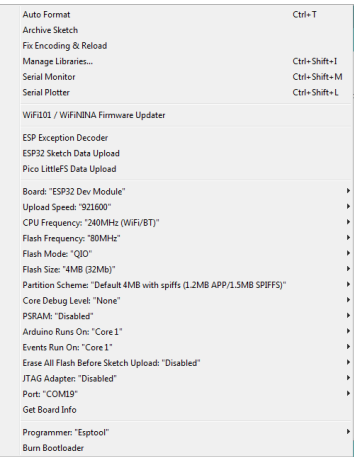 Auto Format Ctrl+T
Archive Sketch
Fix Encoding & Reload
Manage Libraries... Ctrl+Shift+I
Serial Monitor Ctrl+Shift+M
Serial Plotter Ctrl+Shift+L
WiFi101 / WiFiNINA Firmware Updater
ESP Exception Decoder
ESP32 Sketch Data Upload
Pico LittleFS Data Upload
Board: "ESP32 Dev Module"
Upload Speed: "921600"
CPU Frequency: "240MHz (WiFi/BT)"
Flash Frequency: "80MHz"
Flash Mode: "QIO"
Flash Size: "4MB (32Mb)"
Partition Scheme: "Default 4MB with spiffs (1.2MB APP/1.5MB SPIFFS)"
Core Debug Level: "None"
PSRAM: "Disabled"
Arduino Runs On: "Core 1"
Events Run On: "Core 1"
Erase All Flash Before Sketch Upload: "Disabled"
JTAG Adapter: "Disabled"
Port: "COM19"
Get Board Info
Programmer: "Esptool"
Burn Bootloader